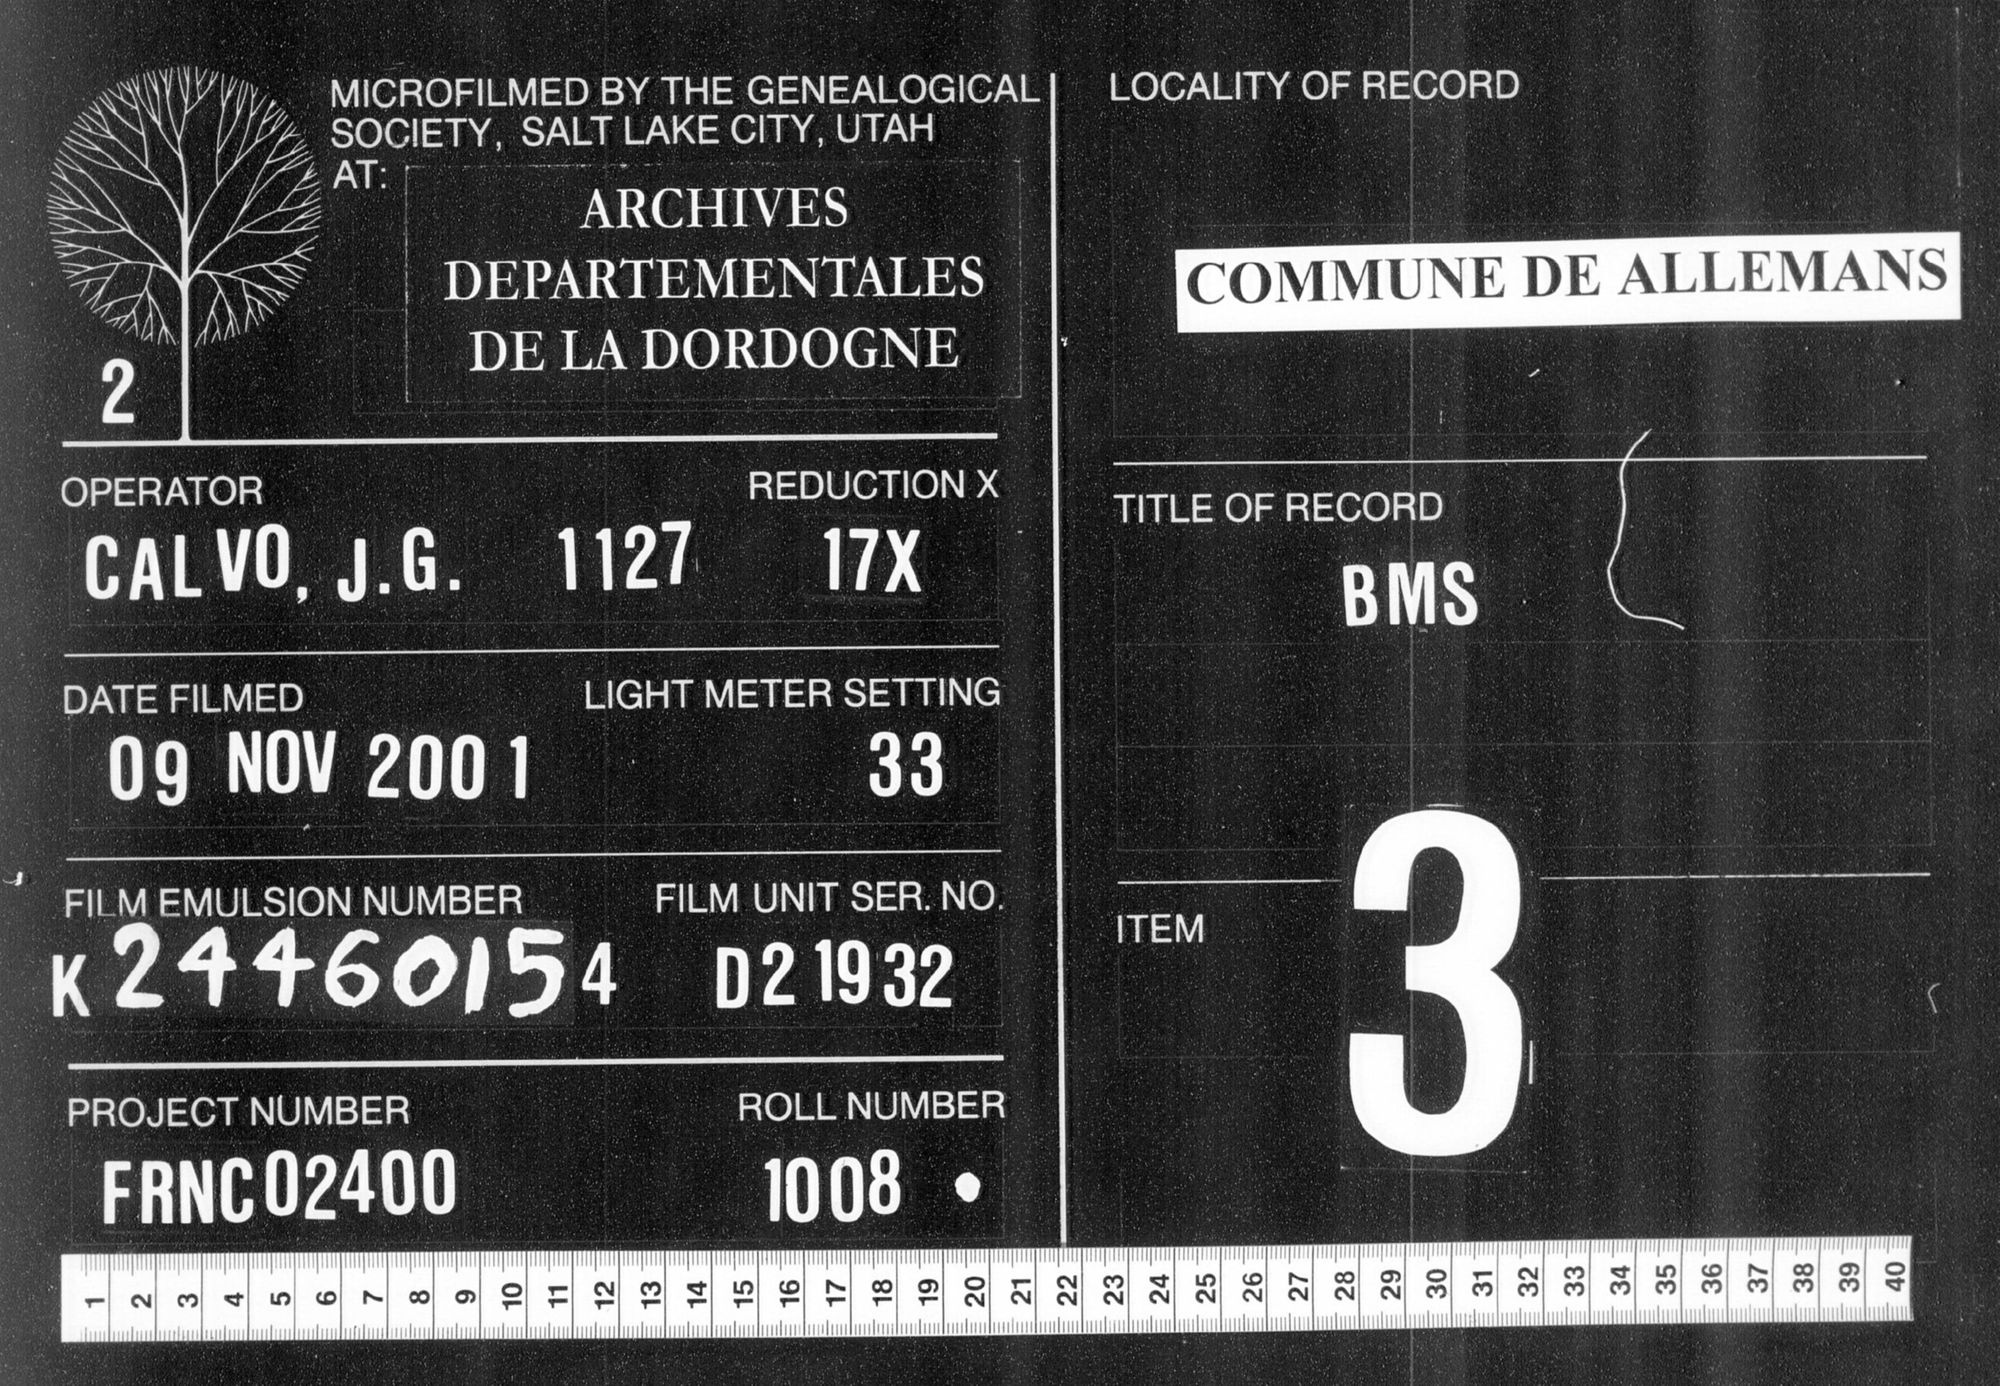 MICROFILMED BY THE GENEALOGICAL
SOCIETY, SALT LAKE CITY, UTAH
AT:
ARCHIVES
DEPARTEMENTALES
DE LA DORDOGNE
2
OPERATOR REDUCTION X
CALVO, J.G. 1127 17X
DATE FILMED LIGHT METER SETTING
09 NOV 2001 33
FILM EMULSION NUMBER FILM UNIT SER. NO.
K 24460154 D21932
PROJECT NUMBER ROLL NUMBER
FRNC02400 1008 •
LOCALITY OF RECORD
COMMUNE DE ALLEMANS
TITLE OF RECORD
BMS
ITEM
3
1 2 3 4 5 6 7 8 9 10 11 12 13 14 15 16 17 18 19 20 21 22 23 24 25 26 27 28 29 30 31 32 33 34 35 36 37 38 39 40